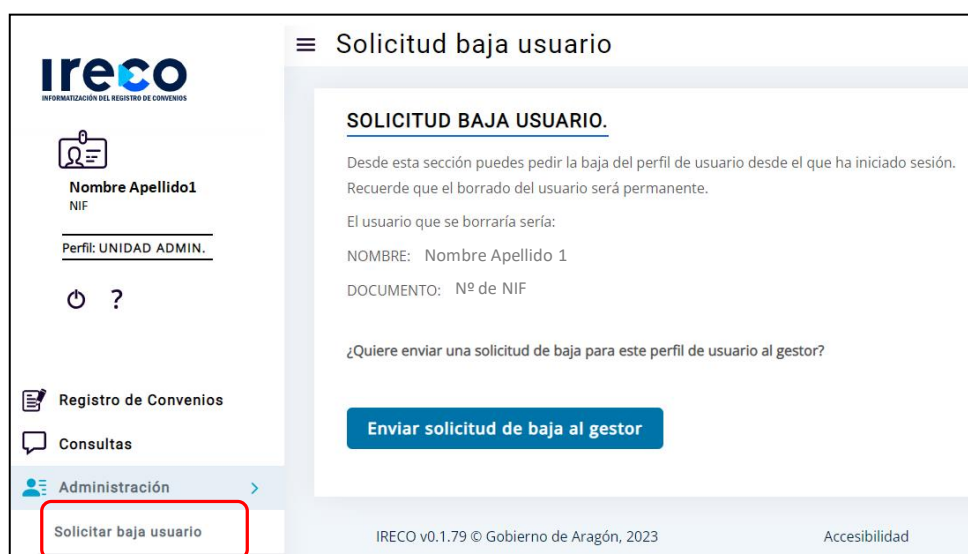 Ireco
INFORMATIZACIÓN DEL REGISTRO DE CONVENIOS
Nombre Apellido1
NIF
Perfil: UNIDAD ADMIN.
?
Registro de Convenios
Consultas
Administración
Solicitar baja usuario
Solicitud baja usuario
SOLICITUD BAJA USUARIO.
Desde esta sección puedes pedir la baja del perfil de usuario desde el que ha iniciado sesión.
Recuerde que el borrado del usuario será permanente.
El usuario que se borraría sería:
NOMBRE: Nombre Apellido 1
DOCUMENTO: Nº de NIF
¿Quiere enviar una solicitud de baja para este perfil de usuario al gestor?
Enviar solicitud de baja al gestor
IRECO v0.1.79 © Gobierno de Aragón, 2023 Accesibilidad